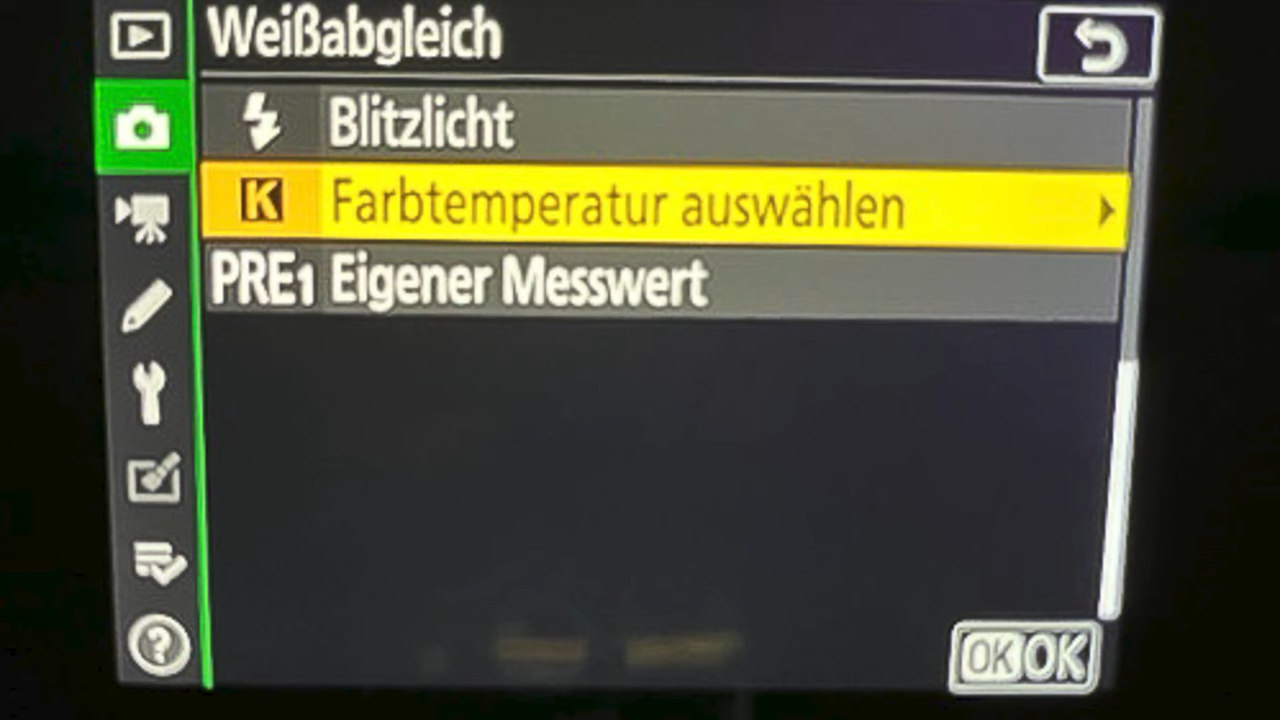 Weißabgleich
Blitzlicht
K Farbtemperatur auswählen
PRE1 Eigener Messwert
OK OK